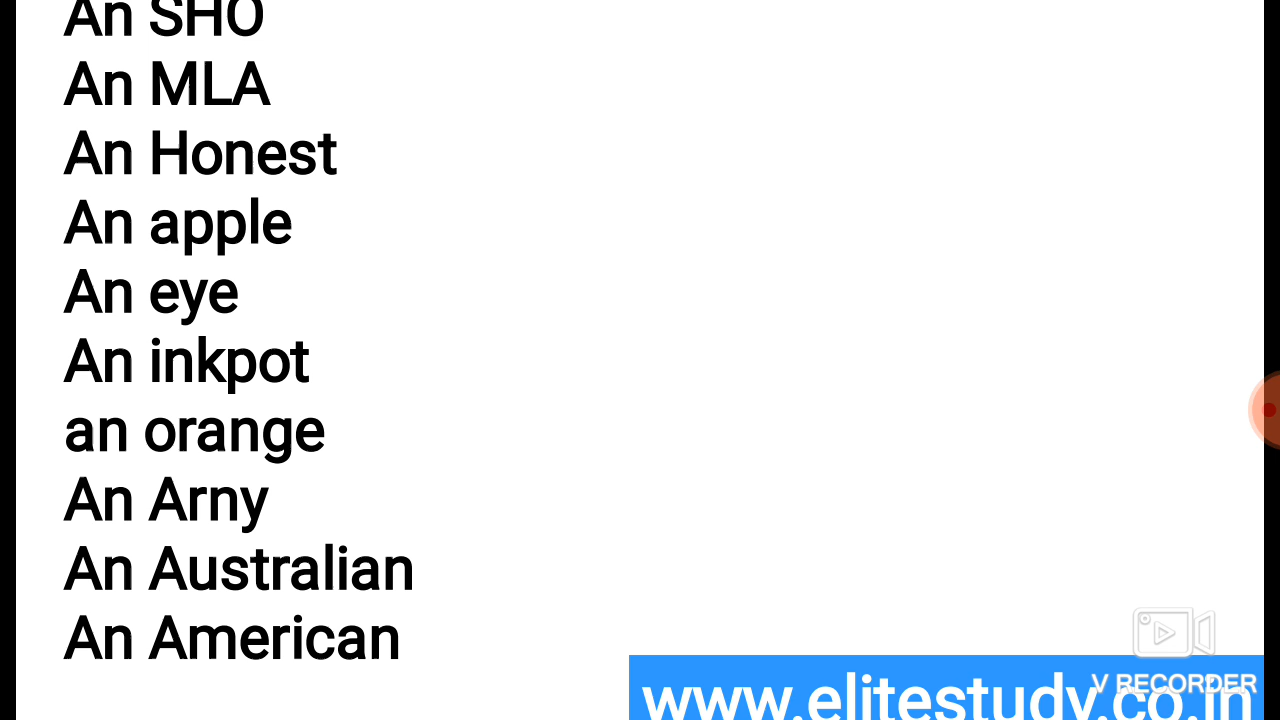 An SHO
An MLA
An Honest
An apple
An eye
An inkpot
an orange
An Arny
An Australian
An American
V RECORDER
www.elitestudy.co.in